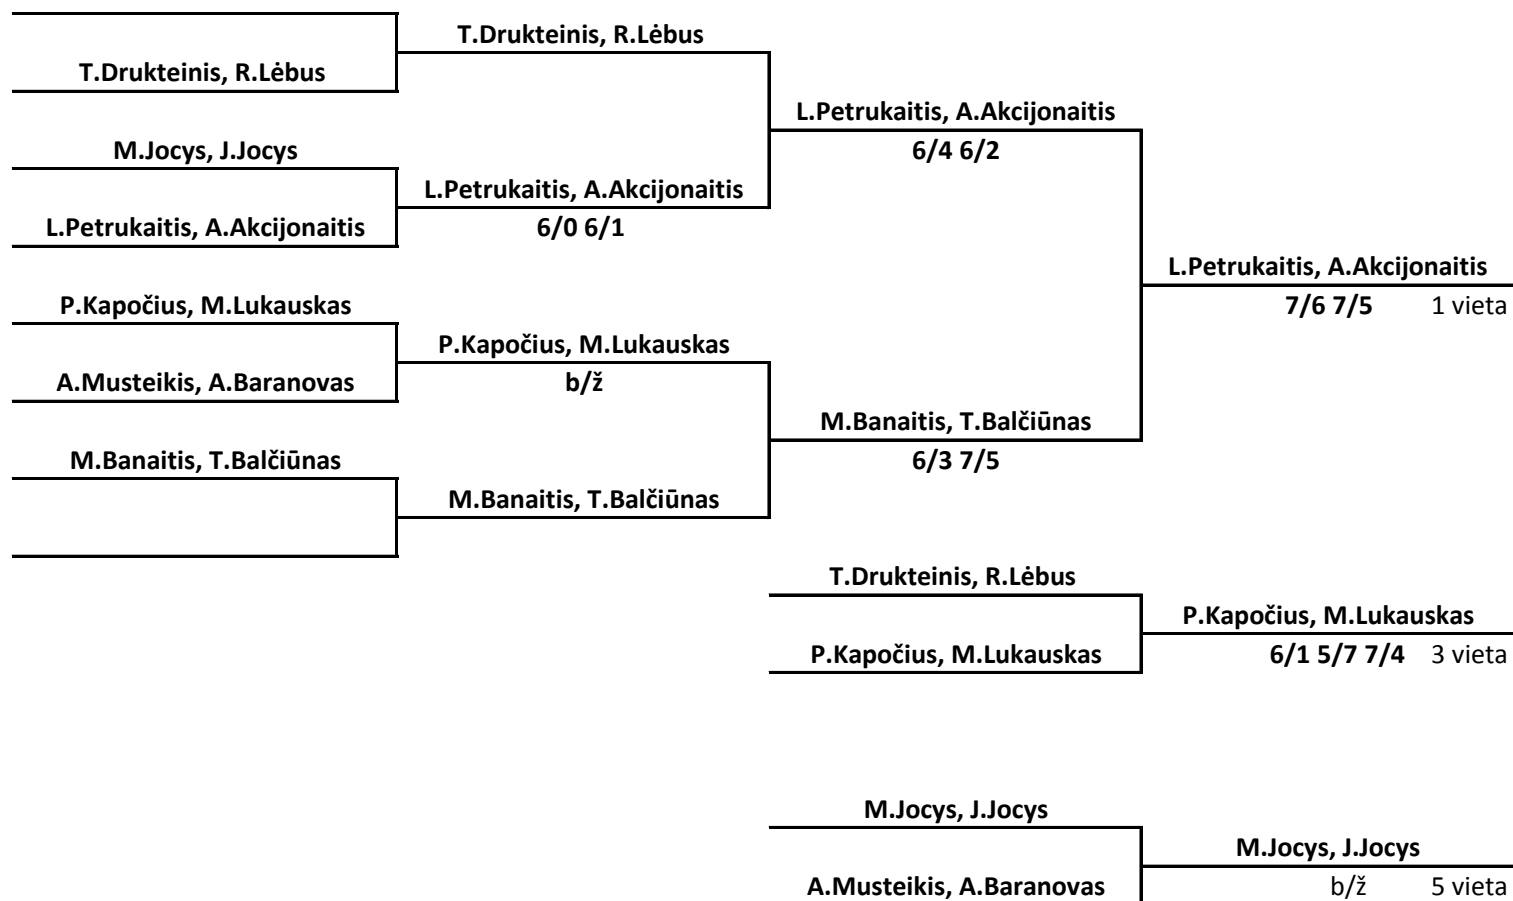 T.Drukteinis, R.Lėbus
T.Drukteinis, R.Lėbus
L.Petrukaitis, A.Akcijonaitis
M.Jocys, J.Jocys
6/4 6/2
L.Petrukaitis, A.Akcijonaitis
L.Petrukaitis, A.Akcijonaitis
6/0 6/1
L.Petrukaitis, A.Akcijonaitis
P.Kapočius, M.Lukauskas
7/6 7/5 1 vieta
P.Kapočius, M.Lukauskas
A.Musteikis, A.Baranovas
b/ž
M.Banaitis, T.Balčiūnas
M.Banaitis, T.Balčiūnas
6/3 7/5
M.Banaitis, T.Balčiūnas
T.Drukteinis, R.Lėbus
P.Kapočius, M.Lukauskas
P.Kapočius, M.Lukauskas
6/1 5/7 7/4 3 vieta
M.Jocys, J.Jocys
M.Jocys, J.Jocys
A.Musteikis, A.Baranovas
b/ž 5 vieta